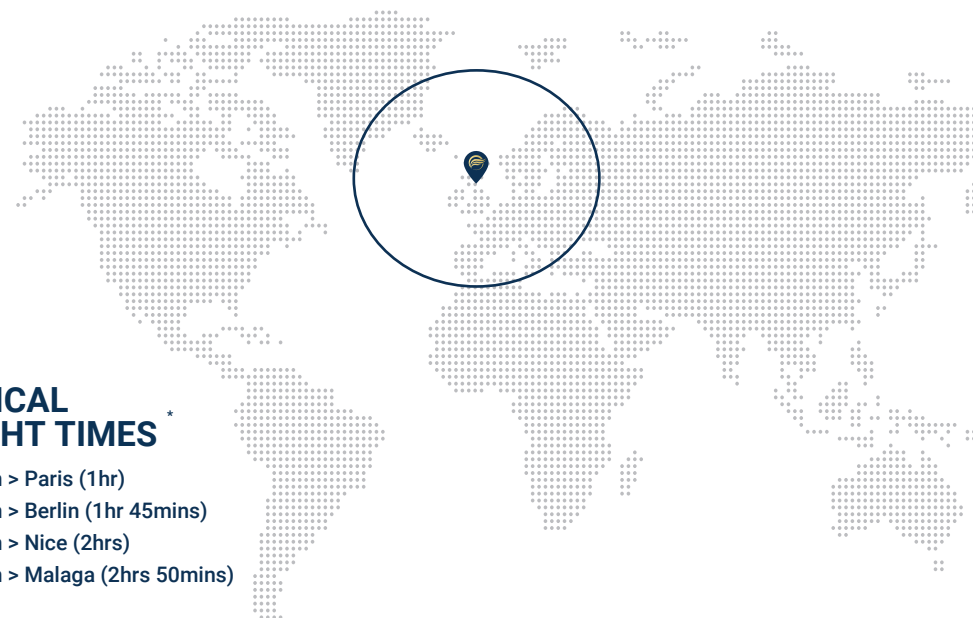 ICAL
HT TIMES *
> Paris (1hr)
> Berlin (1hr 45mins)
> Nice (2hrs)
> Malaga (2hrs 50mins)